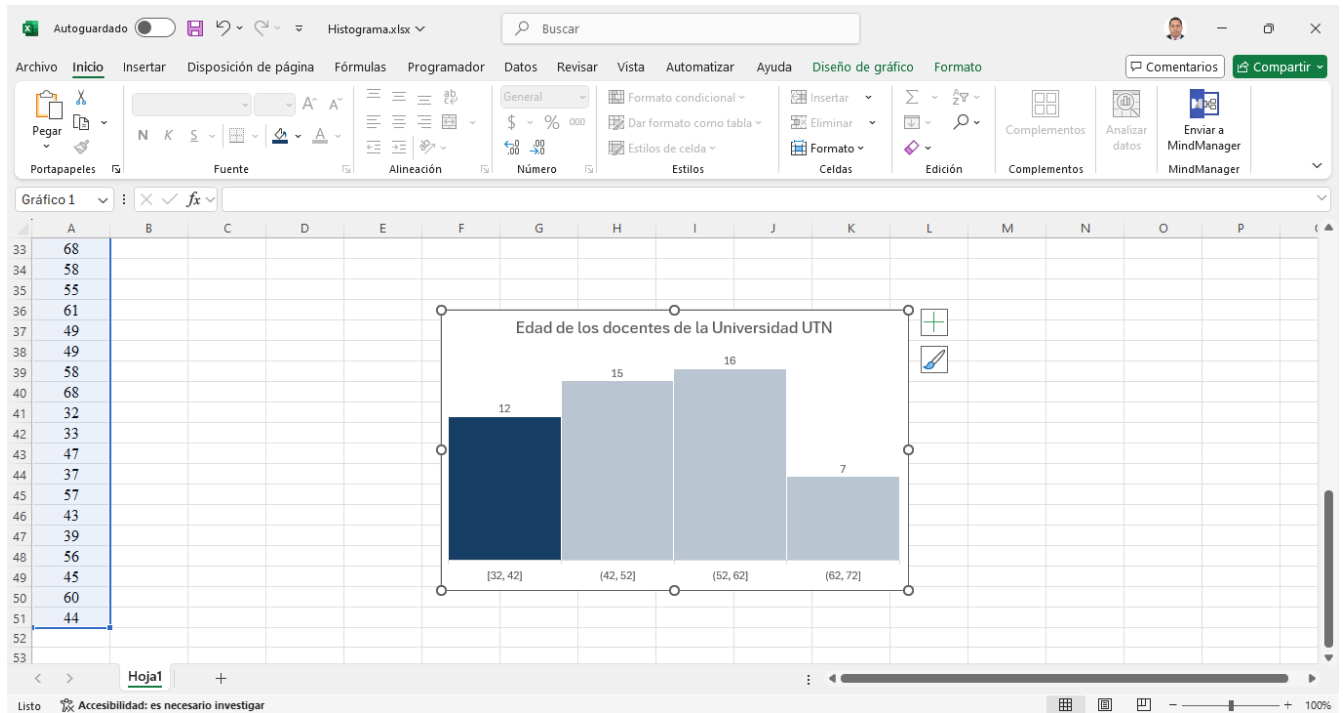 Autoguardado
Histograma.xlsx
Buscar
Archivo Inicio Insertar Disposición de página Fórmulas Programador Datos Revisar Vista Automatizar Ayuda Diseño de gráfico Formato
Comentarios
Compartir
Pegar
N K S
A A
A
General
$ % 000
Formato condicional
Dar formato como tabla
Estilos de celda
Insertar
Eliminar
Formato
Complementos
Analizar datos
Enviar a MindManager
Portapapeles Fuente Alineación Número Estilos Celdas Edición Complementos MindManager
Gráfico 1
fx
A B C D E F G H I J K L M N O P
33 68
34 58
35 55
36 61
37 49
38 49
39 58
40 68
41 32
42 33
43 47
44 37
45 57
46 43
47 39
48 56
49 45
50 60
51 44
52
53
Edad de los docentes de la Universidad UTN
12 15 16 7
[32, 42] (42, 52] (52, 62] (62, 72]
Hoja1
Listo Accesibilidad: es necesario investigar
100%